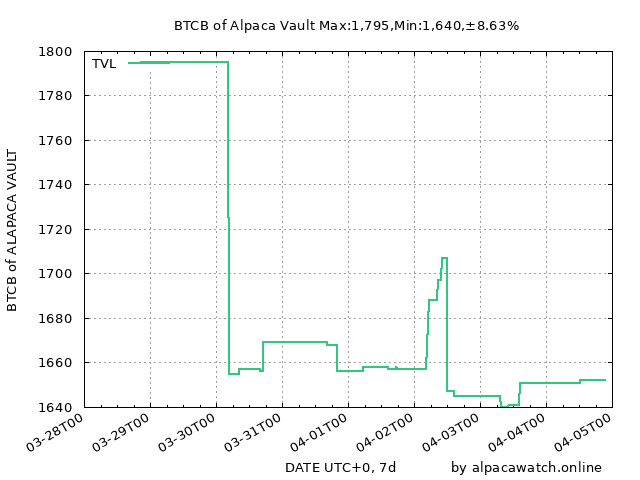 BTCB of Alpaca Vault Max:1,795,Min:1,640,±8.63%
1800
TVL
1780
1760
1740
1720
1700
1680
1660
1640
BTCB of ALAPACA VAULT
03-28T00 03-29T00 03-30T00 03-31T00 04-01T00 04-02T00 04-03T00 04-04T00 04-05T00
DATE UTC+0, 7d by alpacawatch.online